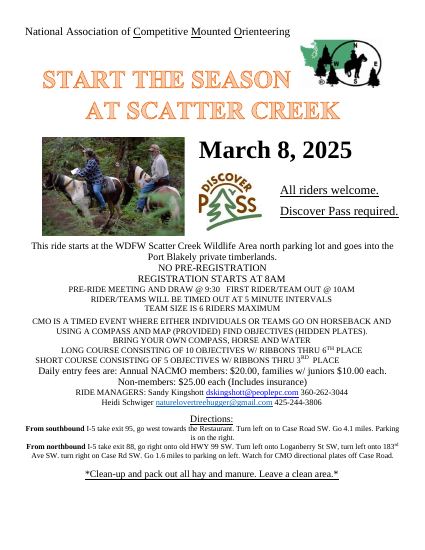 National Association of Competitive Mounted Orienteering
N
W
E
S
START THE SEASON
AT SCATTER CREEK
March 8, 2025
DISCOVER
PASS
All riders welcome.
Discover Pass required.
This ride starts at the WDFW Scatter Creek Wildlife Area north parking lot and goes into the
Port Blakely private timberlands.
NO PRE-REGISTRATION
REGISTRATION STARTS AT 8AM
PRE-RIDE MEETING AND DRAW @ 9:30 FIRST RIDER/TEAM OUT @ 10AM
RIDER/TEAMS WILL BE TIMED OUT AT 5 MINUTE INTERVALS
TEAM SIZE IS 6 RIDERS MAXIMUM
CMO IS A TIMED EVENT WHERE EITHER INDIVIDUALS OR TEAMS GO ON HORSEBACK AND
USING A COMPASS AND MAP (PROVIDED) FIND OBJECTIVES (HIDDEN PLATES).
BRING YOUR OWN COMPASS, HORSE AND WATER
LONG COURSE CONSISTING OF 10 OBJECTIVES W/ RIBBONS THRU 6TH PLACE
SHORT COURSE CONSISTING OF 5 OBJECTIVES W/ RIBBONS THRU 3RD PLACE
Daily entry fees are: Annual NACMO members: $20.00, families w/ juniors $10.00 each.
Non-members: $25.00 each (Includes insurance)
RIDE MANAGERS: Sandy Kingshott dskingshott@peoplepc.com 360-262-3044
Heidi Schwiger naturelovertreehugger@gmail.com 425-244-3806
Directions:
From southbound I-5 take exit 95, go west towards the Restaurant. Turn left on to Case Road SW. Go 4.1 miles. Parking
is on the right.
From northbound I-5 take exit 88, go right onto old HWY 99 SW. Turn left onto Loganberry St SW, turn left onto 183rd
Ave SW. turn right on Case Rd SW. Go 1.6 miles to parking on left. Watch for CMO directional plates off Case Road.
*Clean-up and pack out all hay and manure. Leave a clean area.*